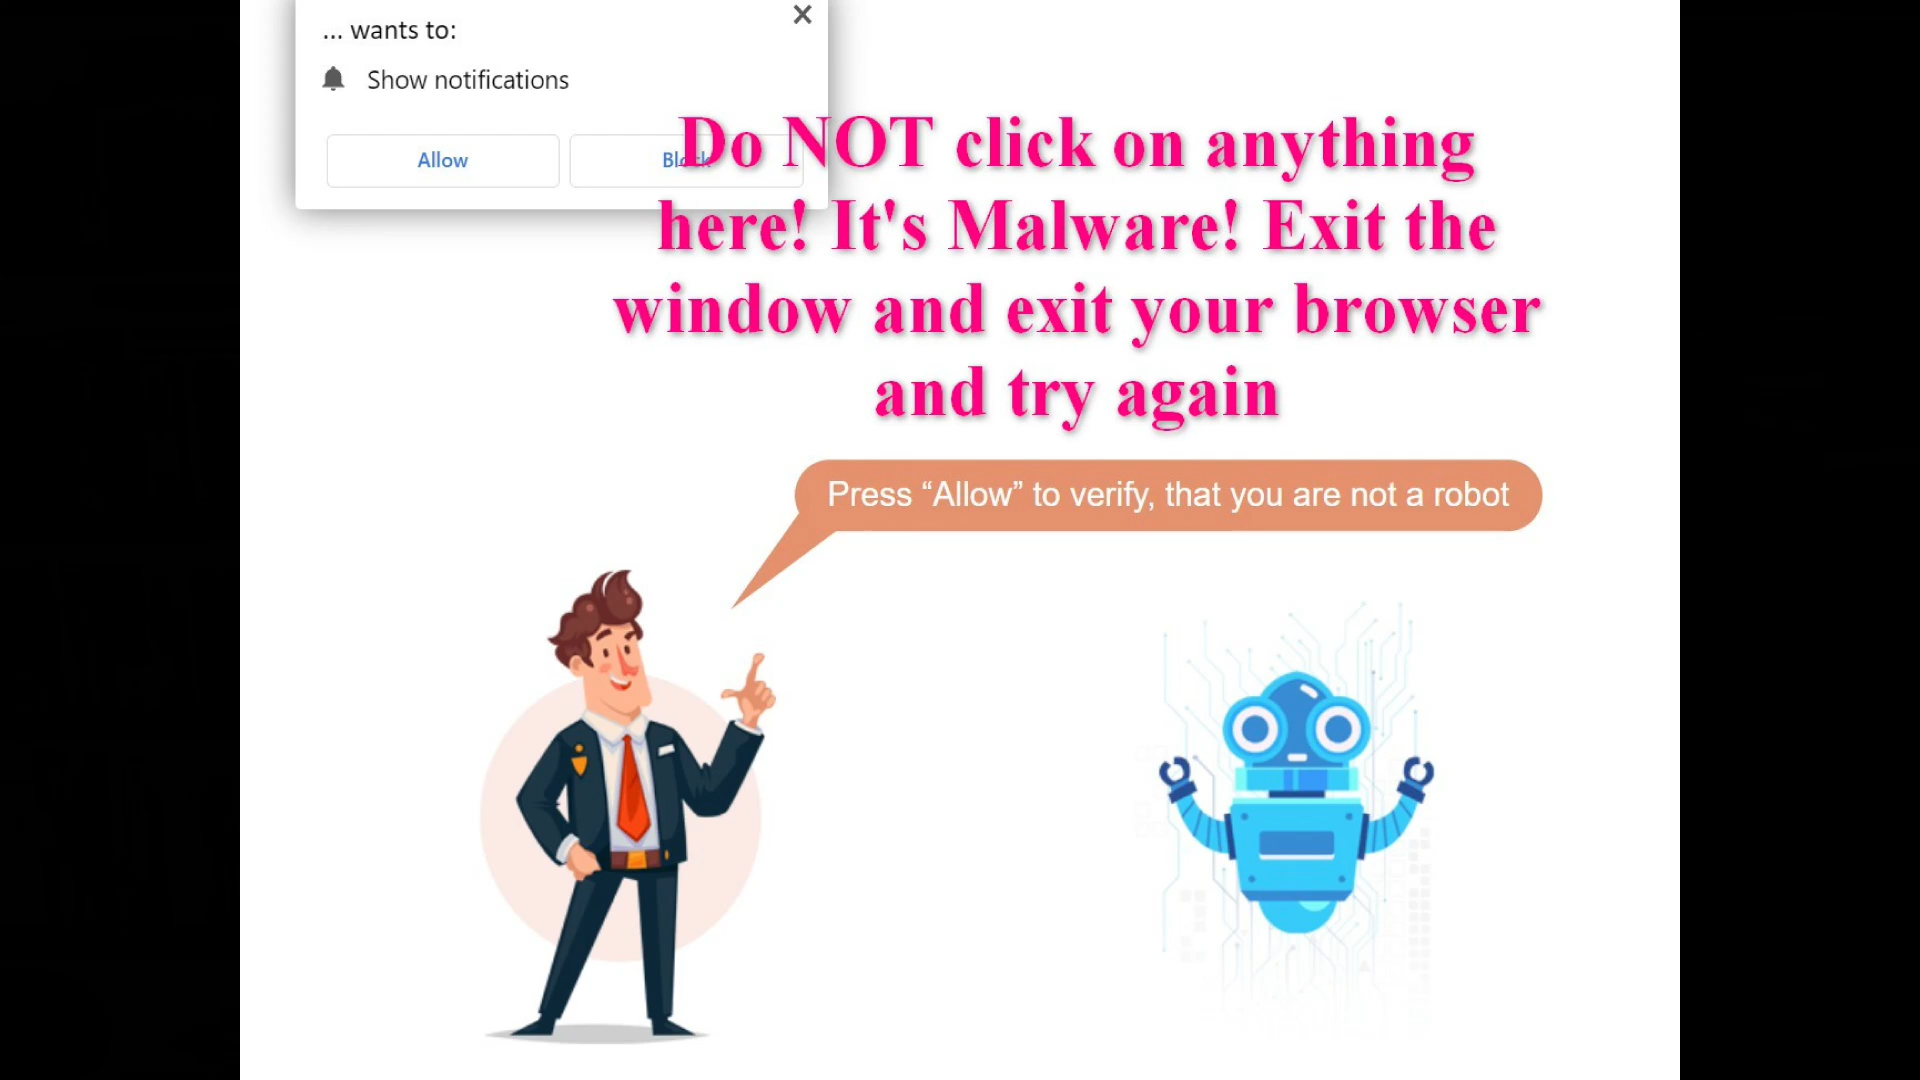 ... wants to:
Show notifications
Allow
Block
Do NOT click on anything
here! It's Malware! Exit the
window and exit your browser
and try again
Press “Allow” to verify, that you are not a robot